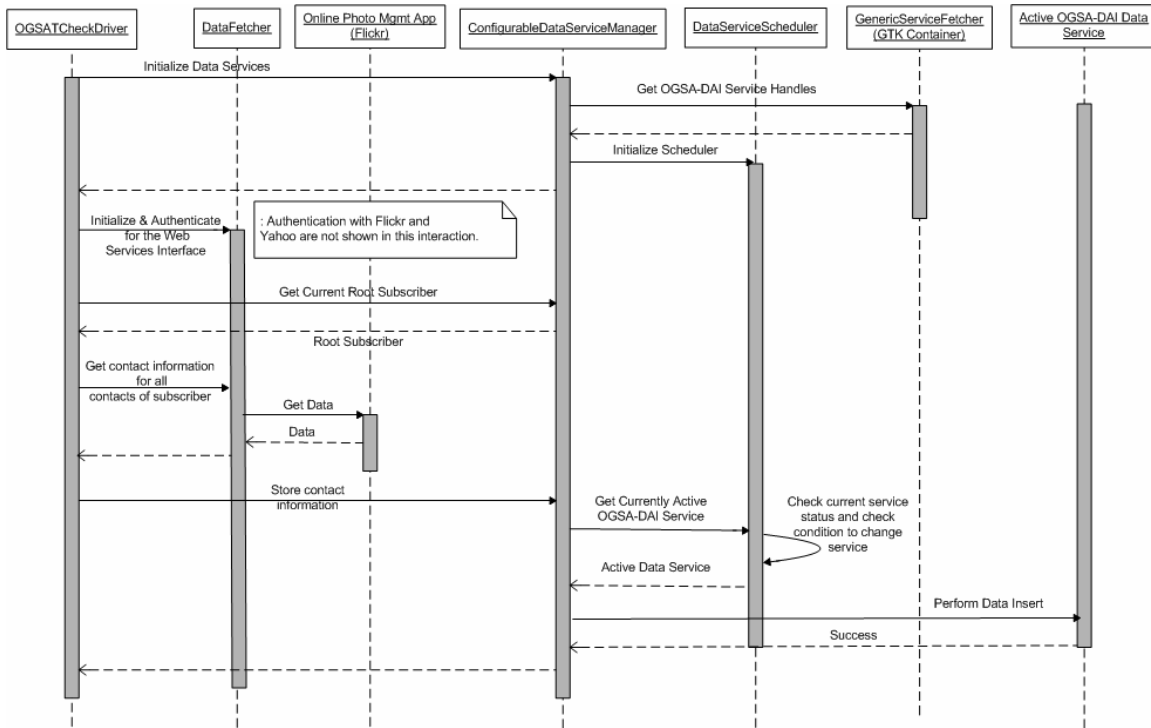 OGSATCheckDriver
DataFetcher
Online Photo Mgmt App
(Flickr)
ConfigurableDataServiceManager
DataServiceScheduler
GenericServiceFetcher
(GTK Container)
Active OGSA-DAI Data
Service
Initialize Data Services
Get OGSA-DAI Service Handles
Initialize Scheduler
Initialize & Authenticate
for the Web
Services Interface
: Authentication with Flickr and
Yahoo are not shown in this interaction.
Get Current Root Subscriber
Root Subscriber
Get contact information
for all
contacts of subscriber
Get Data
Data
Store contact
information
Get Currently Active
OGSA-DAI Service
Check current service
status and check
condition to change
service
Active Data Service
Perform Data Insert
Success